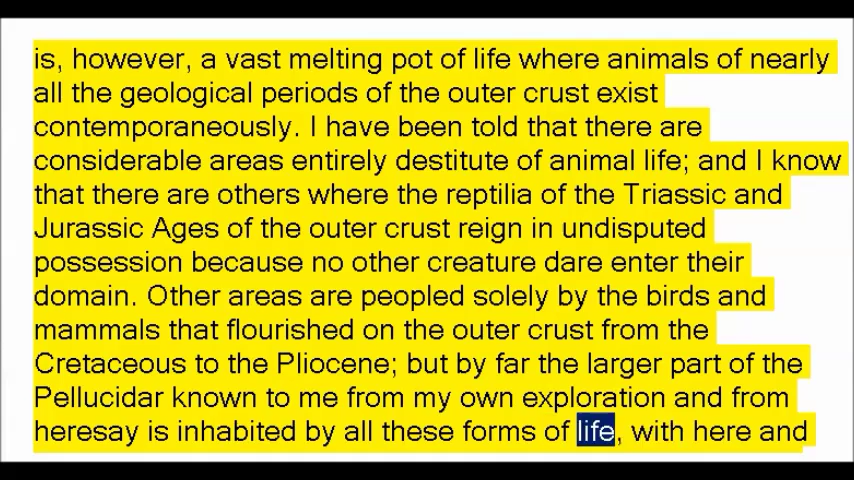 is, however, a vast melting pot of life where animals of nearly
all the geological periods of the outer crust exist
contemporaneously. I have been told that there are
considerable areas entirely destitute of animal life; and I know
that there are others where the reptilia of the Triassic and
Jurassic Ages of the outer crust reign in undisputed
possession because no other creature dare enter their
domain. Other areas are peopled solely by the birds and
mammals that flourished on the outer crust from the
Cretaceous to the Pliocene; but by far the larger part of the
Pellucidar known to me from my own exploration and from
heresay is inhabited by all these forms of life, with here and